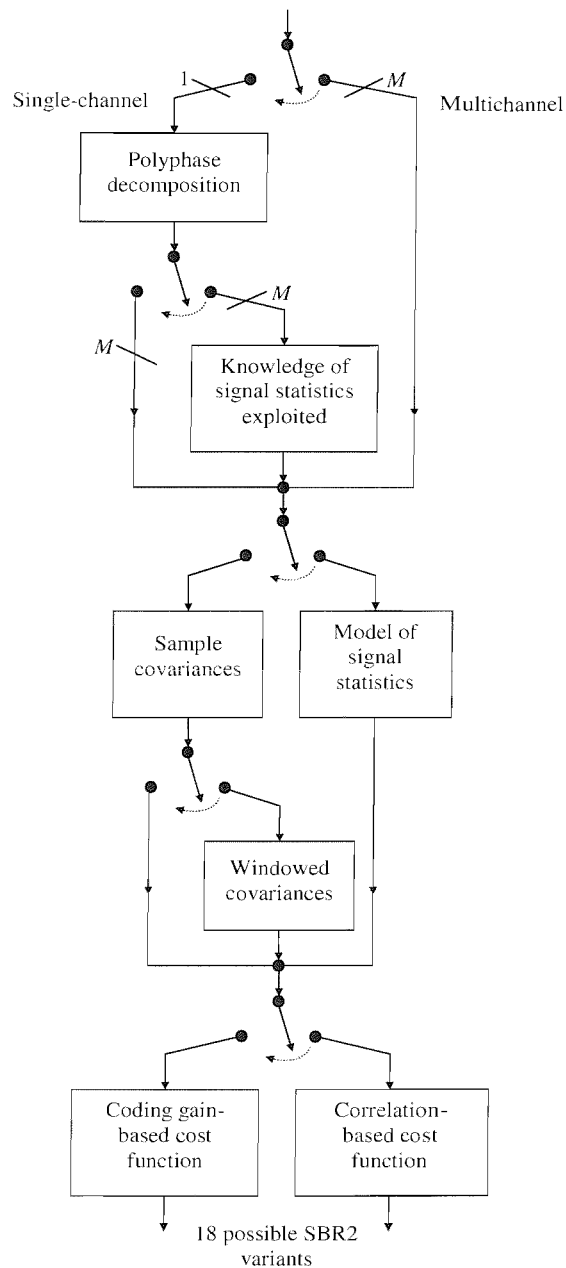 1
M
Single-channel
Multichannel
Polyphase
decomposition
M
M
Knowledge of
signal statistics
exploited
Sample
covariances
Model of
signal
statistics
Windowed
covariances
Coding gain-
based cost
function
Correlation-
based cost
function
18 possible SBR2
variants